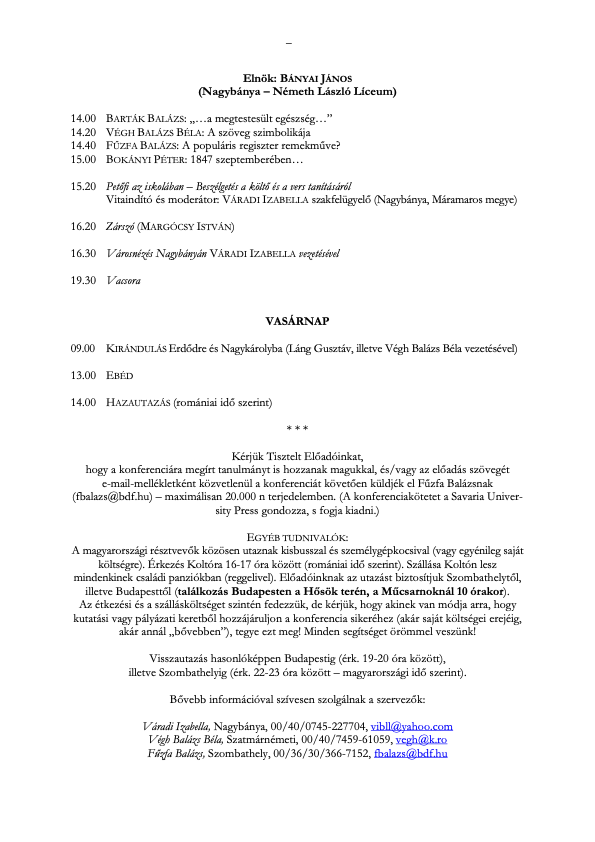 –
Elnök: BÁNYAI JÁNOS
(Nagybánya – Németh László Líceum)
14.00 BARTÁK BALÁZS: „…a megtestesült egészség…”
14.20 VÉGH BALÁZS BÉLA: A szöveg szimbolikája
14.40 FŰZFA BALÁZS: A populáris regiszter remekműve?
15.00 BOKÁNYI PÉTER: 1847 szeptemberében…
15.20 Petőfi az iskolában – Beszélgetés a költő és a vers tanításáról
Vitaindító és moderátor: VÁRADI IZABELLA szakfelügyelő (Nagybánya, Máramaros megye)
16.20 Zárszó (MARGÓCSY ISTVÁN)
16.30 Városnézés Nagybányán VÁRADI IZABELLA vezetésével
19.30 Vacsora
VASÁRNAP
09.00 KIRÁNDULÁS Erdődre és Nagykárolyba (Láng Gusztáv, illetve Végh Balázs Béla vezetésével)
13.00 EBÉD
14.00 HAZAUTAZÁS (romániai idő szerint)
* * *
Kérjük Tisztelt Előadóinkat,
hogy a konferenciára megírt tanulmányt is hozzanak magukkal, és/vagy az előadás szövegét
e-mail-mellékletként közvetlenül a konferenciát követően küldjék el Fűzfa Balázsnak
(fbalazs@bdf.hu) – maximálisan 20.000 n terjedelemben. (A konferenciakötetet a Savaria Univer-
sity Press gondozza, s fogja kiadni.)
EGYÉB TUDNIVALÓK:
A magyarországi résztvevők közösen utaznak kisbusszal és személygépkocsival (vagy egyénileg saját
költségre). Érkezés Koltóra 16-17 óra között (romániai idő szerint). Szállása Koltón lesz
mindenkinek családi panziókban (reggelivel). Előadóinknak az utazást biztosítjuk Szombathelytől,
illetve Budapesttől (találkozás Budapesten a Hősök terén, a Műcsarnoknál 10 órakor).
Az étkezési és a szállásköltséget szintén fedezzük, de kérjük, hogy akinek van módja arra, hogy
kutatási vagy pályázati keretből hozzájáruljon a konferencia sikeréhez (akár saját költségei erejéig,
akár annál „bővebben”), tegye ezt meg! Minden segítséget örömmel veszünk!
Visszautazás hasonlóképpen Budapestig (érk. 19-20 óra között),
illetve Szombathelyig (érk. 22-23 óra között – magyarországi idő szerint).
Bővebb információval szívesen szolgálnak a szervezők:
Váradi Izabella, Nagybánya, 00/40/0745-227704, vibll@yahoo.com
Végh Balázs Béla, Szatmárnémeti, 00/40/7459-61059, vegh@k.ro
Fűzfa Balázs, Szombathely, 00/36/30/366-7152, fbalazs@bdf.hu